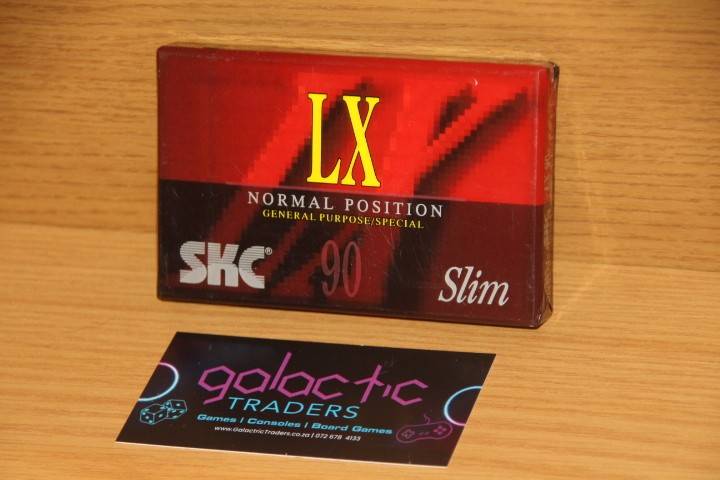 LX
NORMAL POSITION
GENERAL PURPOSE/SPECIAL
SKC®
90
Slim
galactic
TRADERS
Games | Consoles | Board Games
www.GalacticTraders.co.za | 072 678 4133